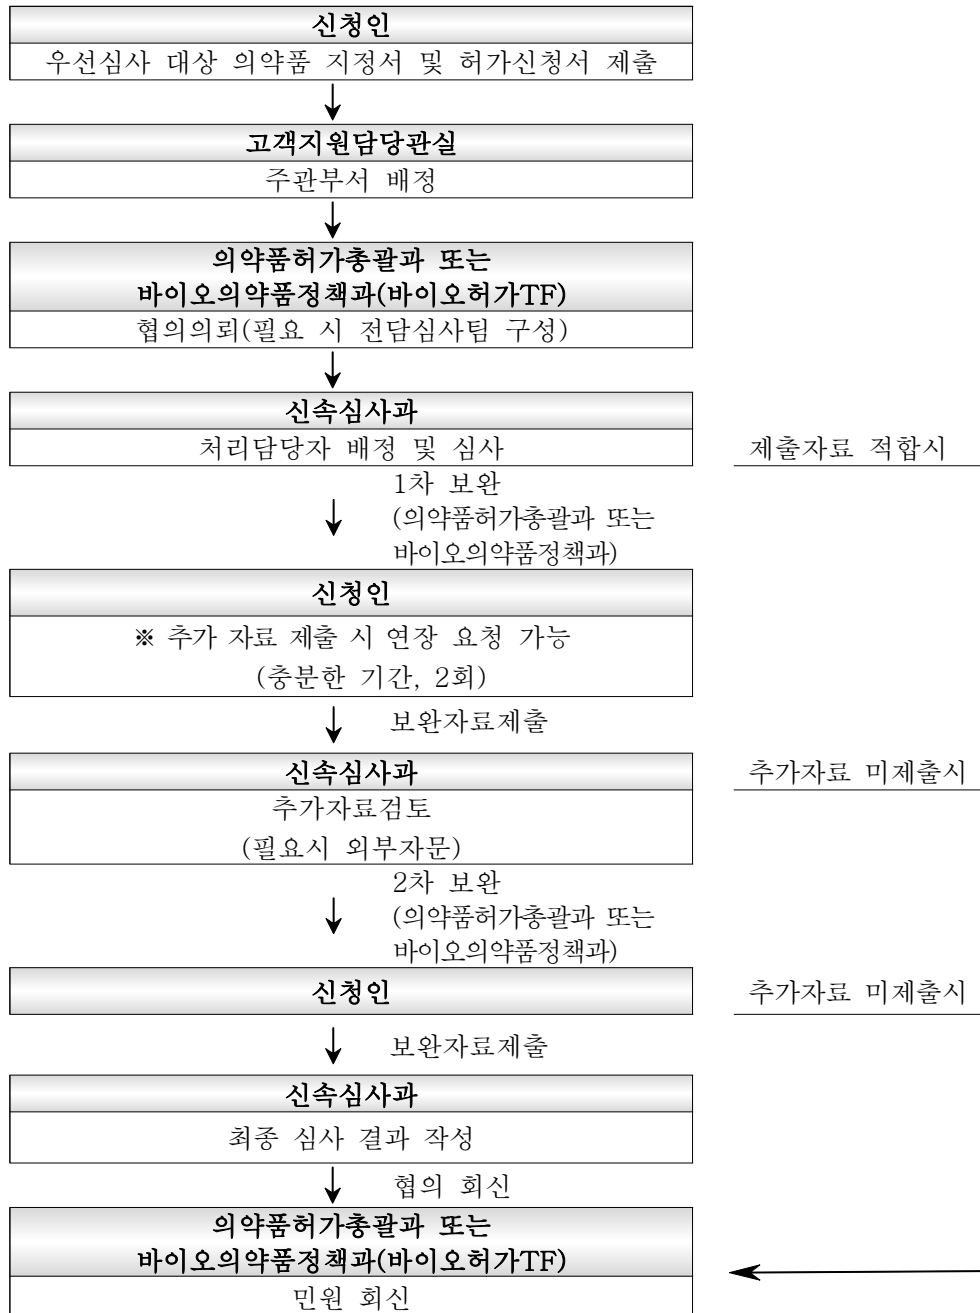 신청인
우선심사 대상 의약품 지정서 및 허가신청서 제출
고객지원담당관실
주관부서 배정
의약품허가총괄과 또는
바이오의약품정책과(바이오허가TF)
협의의뢰(필요 시 전담심사팀 구성)
신속심사과
처리담당자 배정 및 심사
제출자료 적합시
1차 보완
(의약품허가총괄과 또는
바이오의약품정책과)
신청인
※ 추가 자료 제출 시 연장 요청 가능
(충분한 기간, 2회)
보완자료제출
신속심사과
추가자료 미제출시
추가자료검토
(필요시 외부자문)
2차 보완
(의약품허가총괄과 또는
바이오의약품정책과)
신청인
추가자료 미제출시
보완자료제출
신속심사과
최종 심사 결과 작성
협의 회신
의약품허가총괄과 또는
바이오의약품정책과(바이오허가TF)
민원 회신